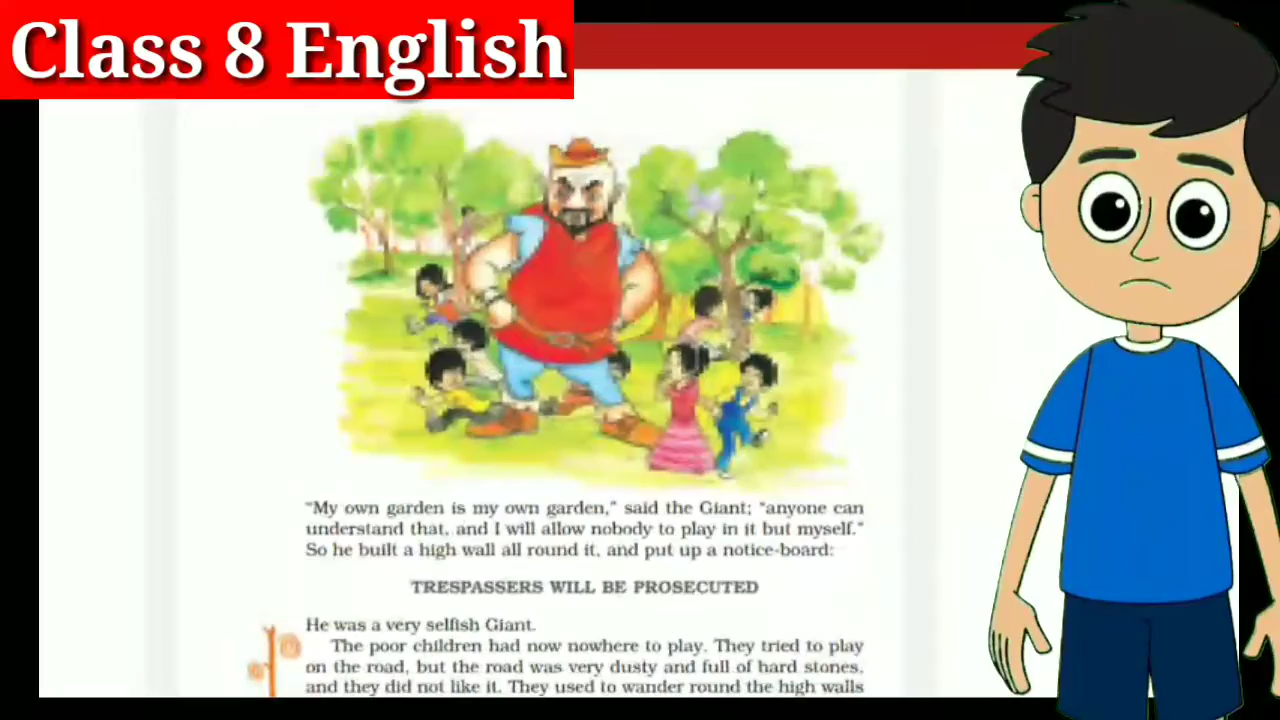 Class 8 English
"My own garden is my own garden," said the Giant; "anyone can
understand that, and I will allow nobody to play in it but myself."
So he built a high wall all round it, and put up a notice-board:
TRESPASSERS WILL BE PROSECUTED
He was a very selfish Giant.
The poor children had now nowhere to play. They tried to play
on the road, but the road was very dusty and full of hard stones,
and they did not like it. They used to wander round the high walls